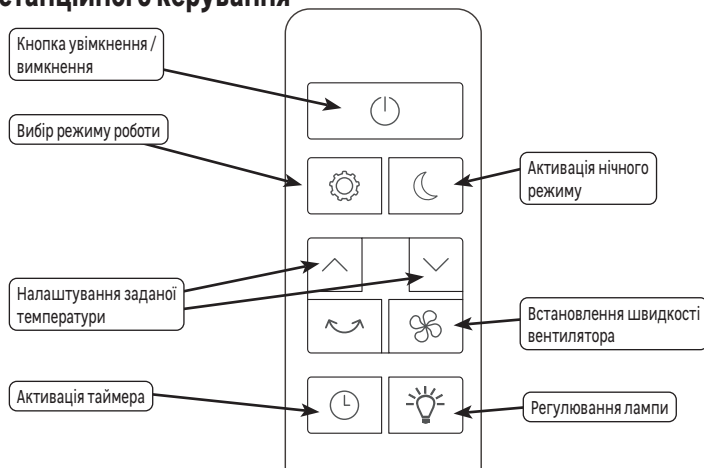 керування
Кнопка увімкнення /
вимкнення
Вибір режиму роботи
Активація нічного
режиму
Налаштування заданої
температури
Встановлення швидкості
вентилятора
Активація таймера
Регулювання лампи